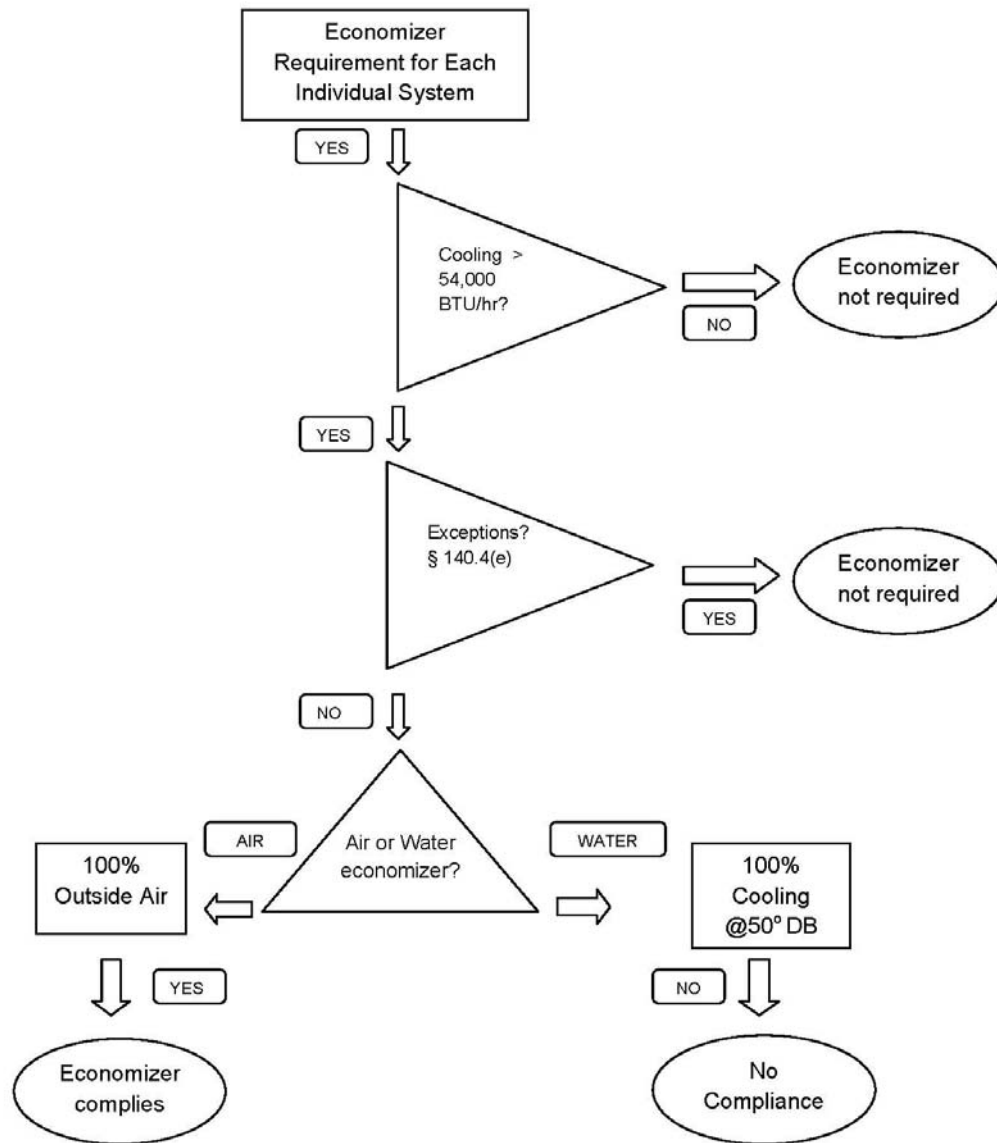 Economizer
Requirement for Each
Individual System
YES
Cooling >
54,000
BTU/hr?
Economizer
not required
NO
YES
Exceptions?
§ 140.4(e)
Economizer
not required
YES
NO
Air or Water
economizer?
AIR
WATER
100%
Outside Air
100%
Cooling
@50° DB
YES
NO
Economizer
complies
No
Compliance